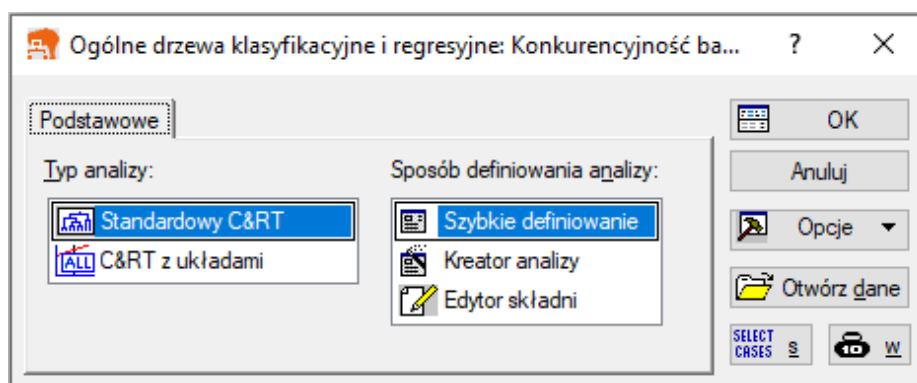 Ogólne drzewa klasyfikacyjne i regresyjne: Konkurencyjność ba... ?
Podstawowe
Typ analizy:
Standardowy C&RT
ALL C&RT z układami
Sposób definiowania analizy:
Szybkie definiowanie
Kreator analizy
Edytor składni
OK
Anuluj
Opcje
Otwórz dane
SELECT CASES S
W